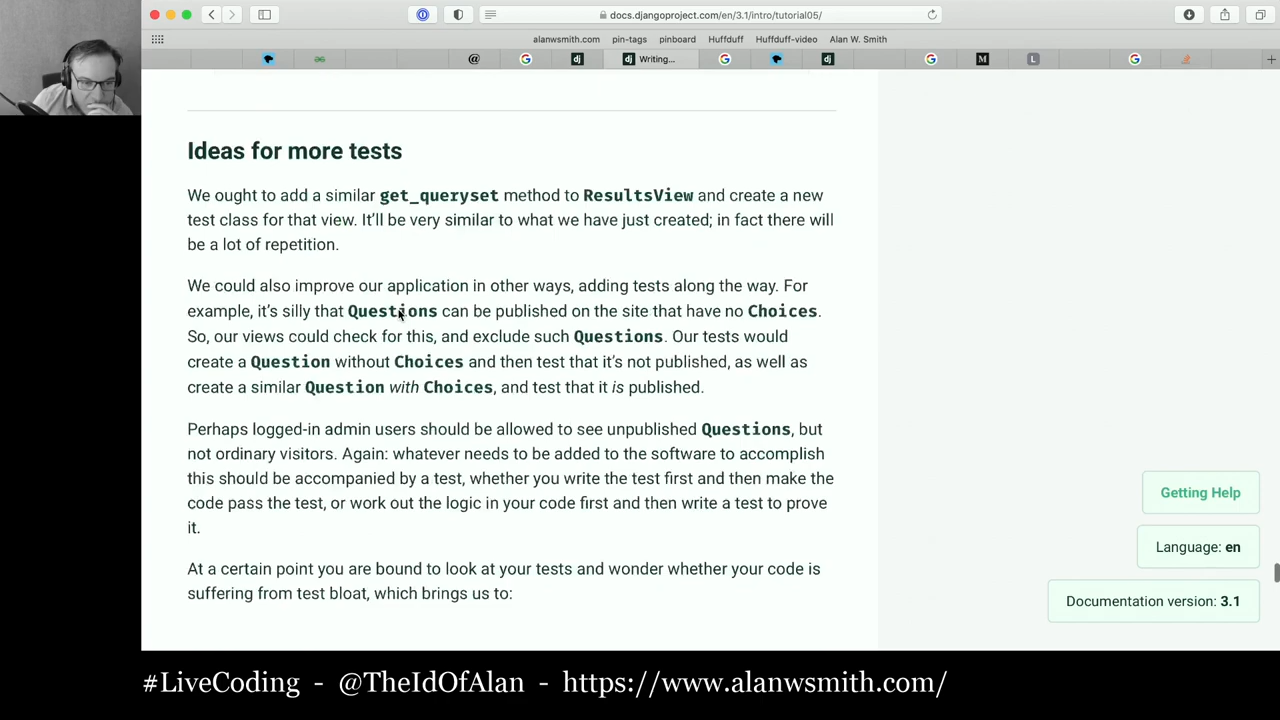 docs.djangoproject.com/en/3.1/intro/tutorial05/
alanwsmith.com pin-tags pinboard Huffduff Huffduff-video Alan W. Smith
@ G dj dj Writing... G dj G M L G
Ideas for more tests
We ought to add a similar get_queryset method to ResultsView and create a new
test class for that view. It’ll be very similar to what we have just created; in fact there will
be a lot of repetition.
We could also improve our application in other ways, adding tests along the way. For
example, it’s silly that Questions can be published on the site that have no Choices.
So, our views could check for this, and exclude such Questions. Our tests would
create a Question without Choices and then test that it’s not published, as well as
create a similar Question with Choices, and test that it is published.
Perhaps logged-in admin users should be allowed to see unpublished Questions, but
not ordinary visitors. Again: whatever needs to be added to the software to accomplish
this should be accompanied by a test, whether you write the test first and then make the
code pass the test, or work out the logic in your code first and then write a test to prove
it.
At a certain point you are bound to look at your tests and wonder whether your code is
suffering from test bloat, which brings us to:
Getting Help
Language: en
Documentation version: 3.1
#LiveCoding - @TheIdOfAlan - https://www.alanwsmith.com/